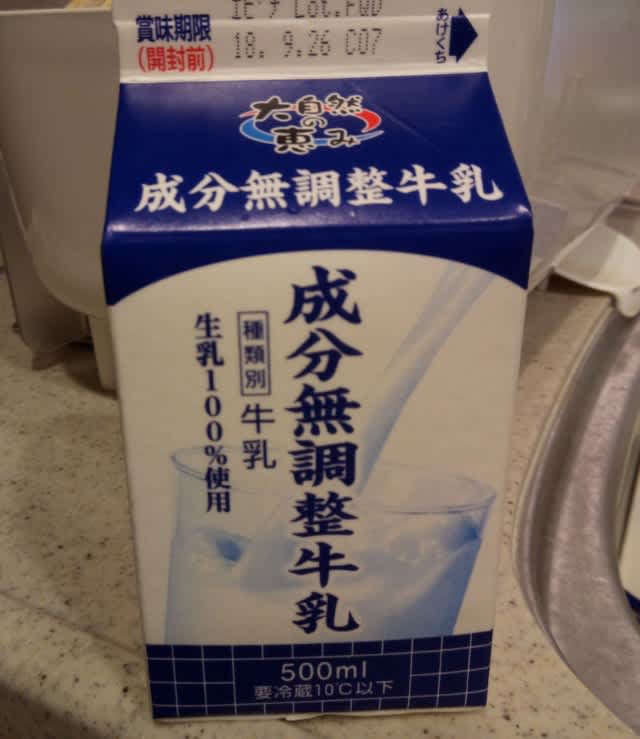 賞味期限
(開封前)
18. 9.26 C07
あけくち
大自然の恵み
成分無調整牛乳
成分無調整牛乳
種類別 牛乳
生乳100%使用
500ml
要冷蔵10℃以下